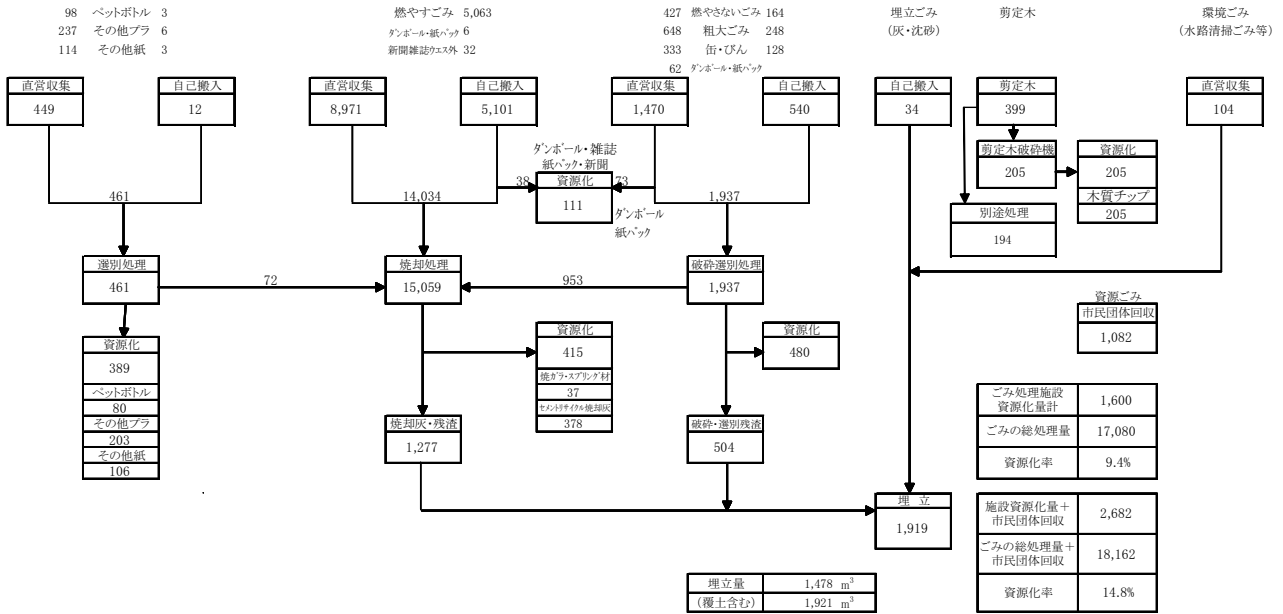 98 ペットボトル 3
237 その他プラ 6
114 その他紙 3
燃やすごみ 5,063
ダンボール・紙パック 6
新聞雑誌ウエス外 32
427 燃やさないごみ 164
648 粗大ごみ 248
333 缶・びん 128
62 ダンボール・紙パック
埋立ごみ
(灰・沈砂)
剪定木
環境ごみ
(水路清掃ごみ等)
直営収集
449
自己搬入
12
直営収集
8,971
自己搬入
5,101
直営収集
1,470
自己搬入
540
自己搬入
34
剪定木
399
直営収集
104
ダンボール・雑誌
紙パック・新聞
38
資源化
111
73
ダンボール
紙パック
剪定木破砕機
205
資源化
205
木質チップ
205
別途処理
194
461
14,034
1,937
選別処理
461
72
焼却処理
15,059
953
破砕選別処理
1,937
資源ごみ
市民団体回収
1,082
資源化
389
ペットボトル
80
その他プラ
203
その他紙
106
資源化
415
焼ガラ・スプリング材
37
セメントリサイクル焼却灰
378
資源化
480
焼却灰・残渣
1,277
破砕・選別残渣
504
ごみ処理施設
資源化量計
1,600
ごみの総処理量
17,080
資源化率
9.4%
埋 立
1,919
施設資源化量+
市民団体回収
2,682
ごみの総処理量+
市民団体回収
18,162
資源化率
14.8%
埋立量 1,478 m³
(覆土含む) 1,921 m³